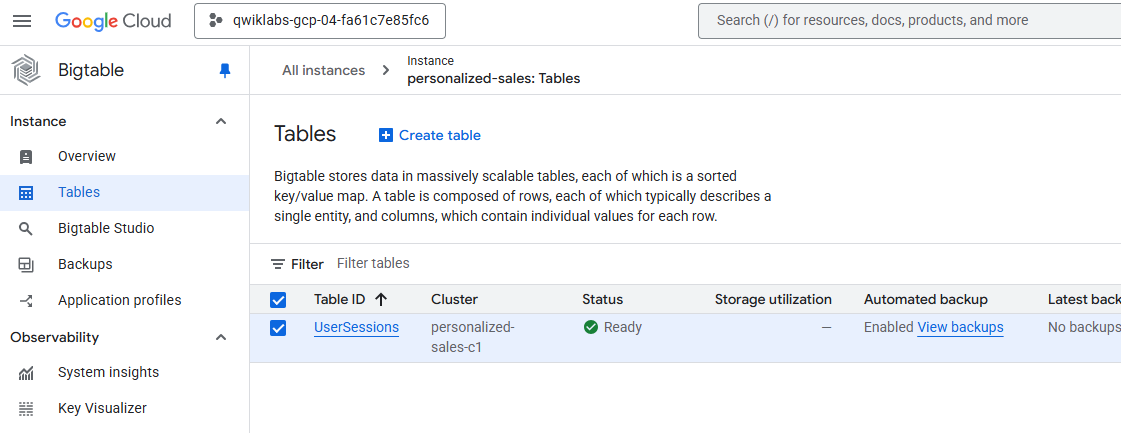 Google Cloud
qwiklabs-gcp-04-fa61c7e85fc6
Search (/) for resources, docs, products, and more
Bigtable
All instances
Instance
personalized-sales: Tables
Instance
Overview
Tables
Bigtable Studio
Backups
Application profiles
Observability
System insights
Key Visualizer
Tables
Create table
Bigtable stores data in massively scalable tables, each of which is a sorted
key/value map. A table is composed of rows, each of which typically describes a
single entity, and columns, which contain individual values for each row.
Filter Filter tables
Table ID Cluster Status Storage utilization Automated backup Latest back
UserSessions personalized- Ready — Enabled View backups No backups
sales-c1